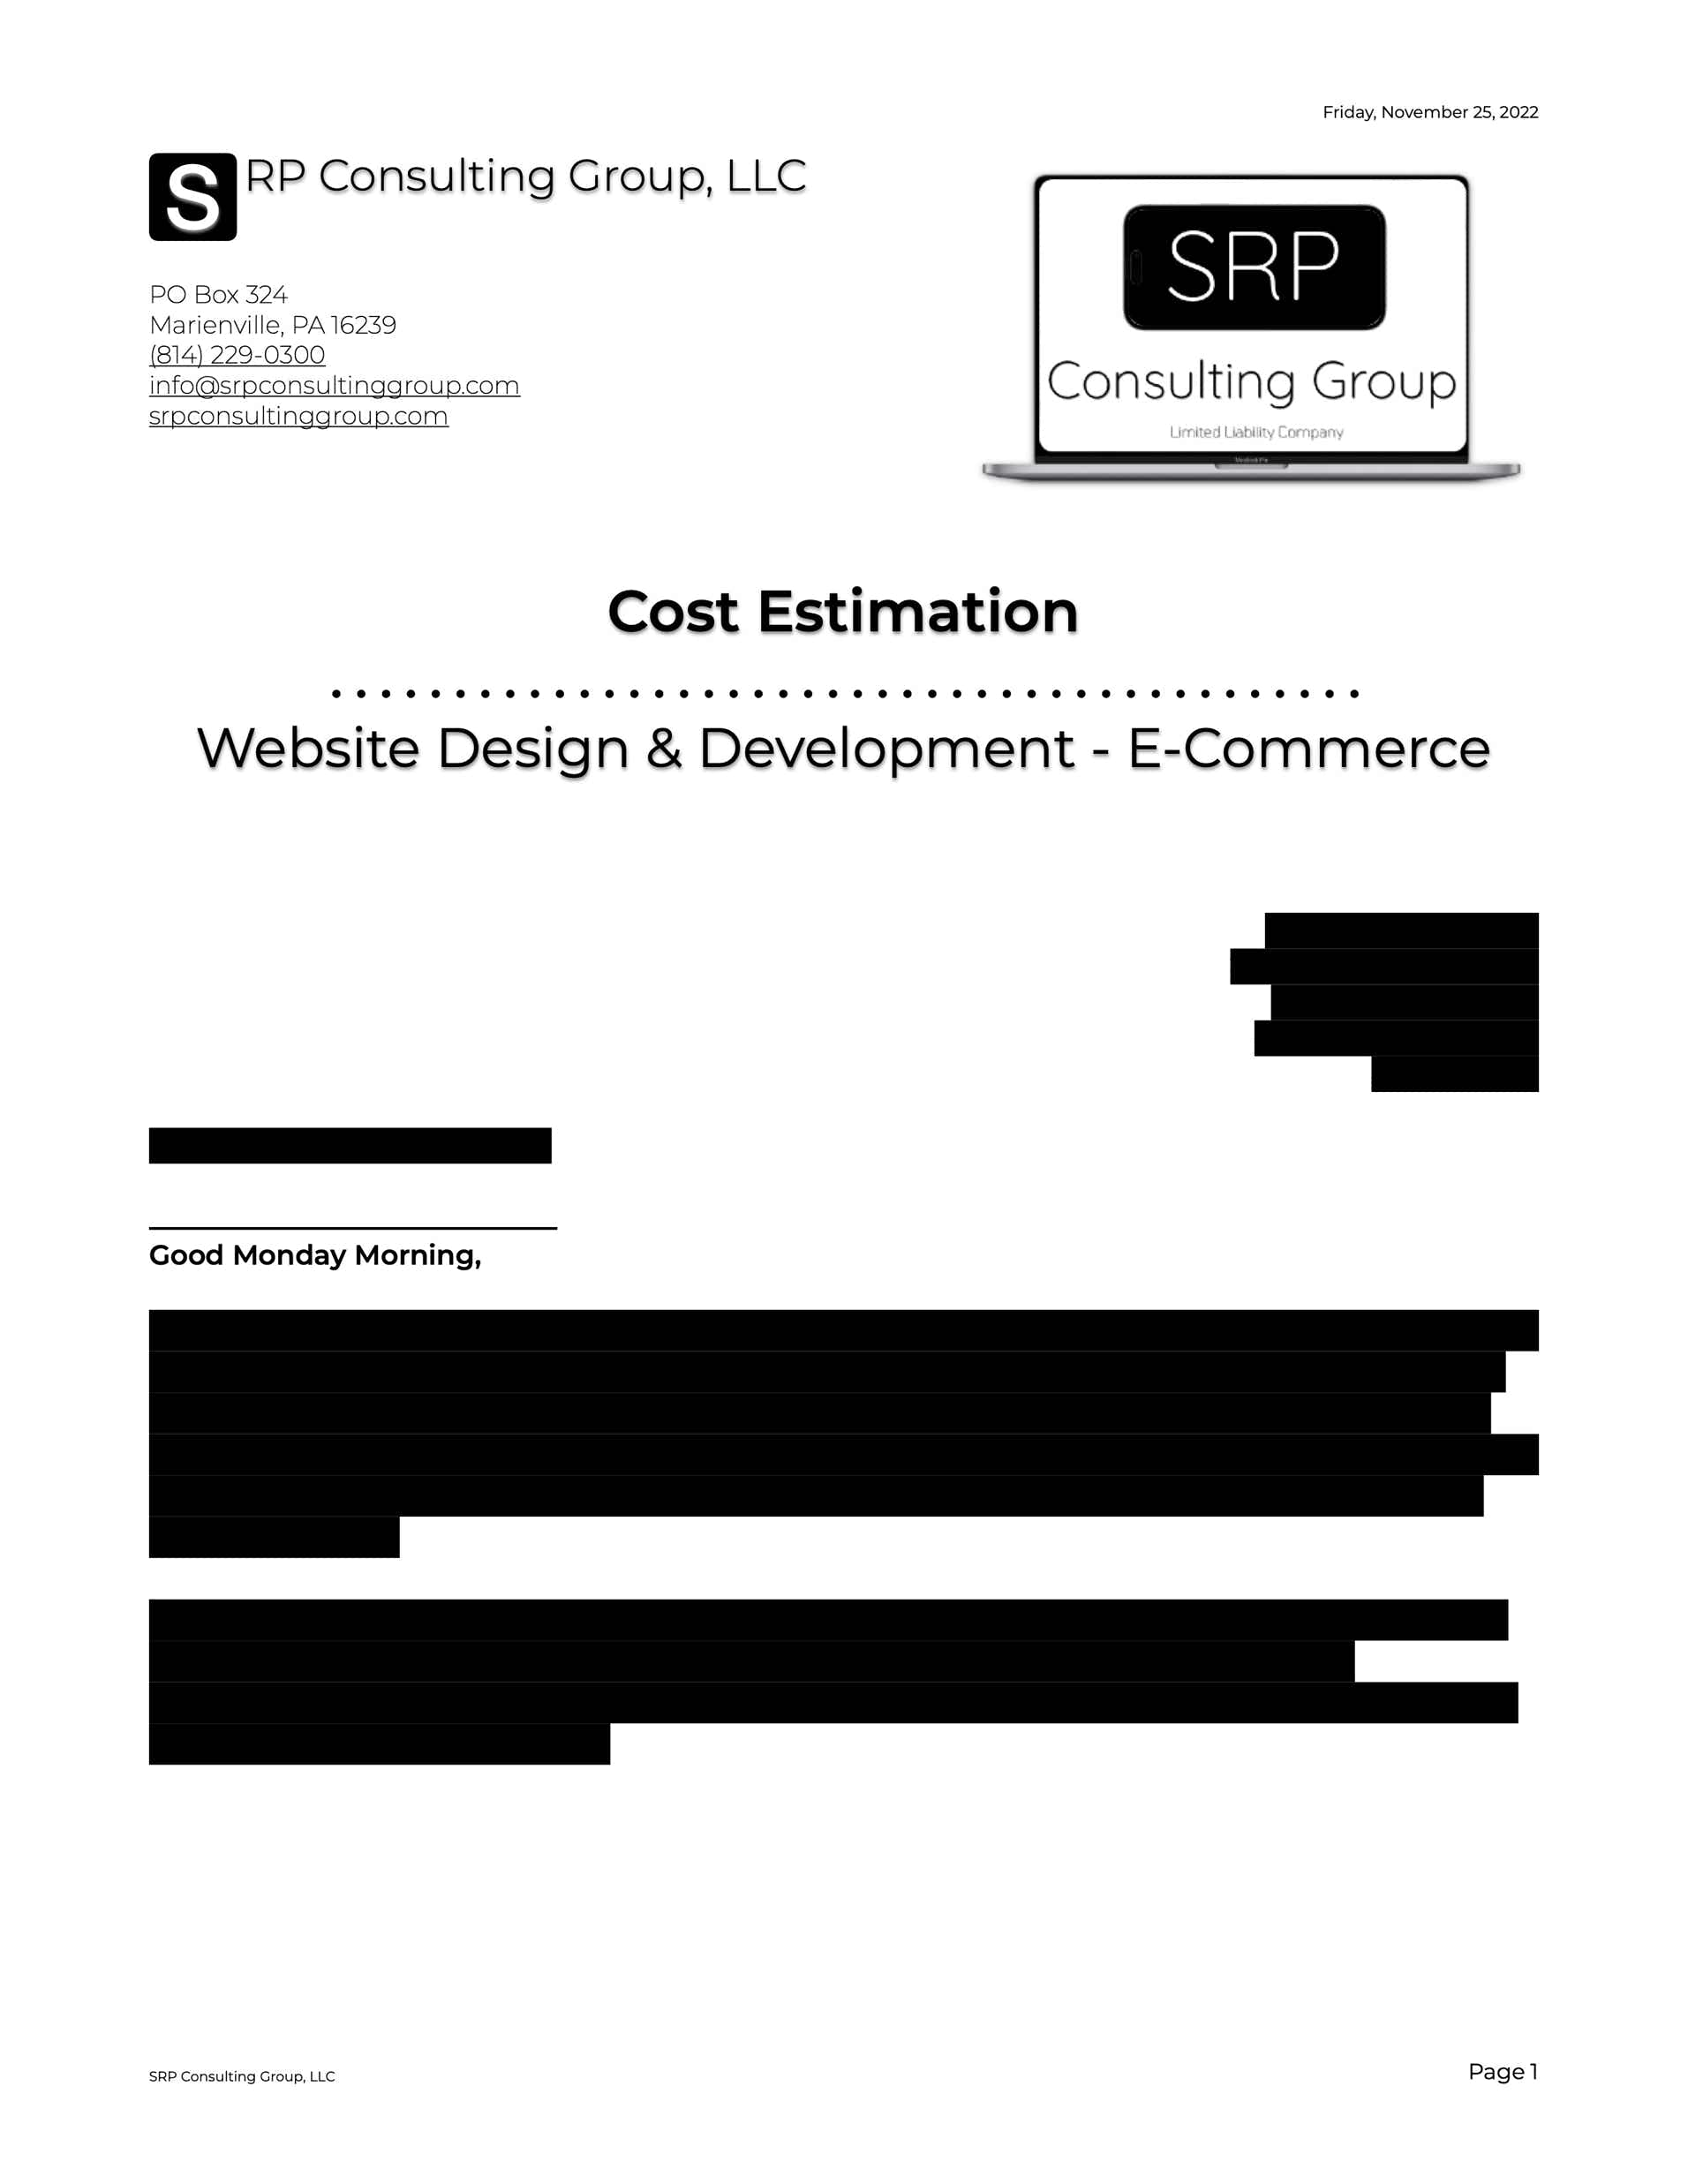 Friday, November 25, 2022
SRP Consulting Group, LLC
PO Box 324
Marienville, PA 16239
(814) 229-0300
info@srpconsultinggroup.com
srpconsultinggroup.com
SRP
Consulting Group
Limited Liability Company
MacBook Pro
Cost Estimation
Website Design & Development - E-Commerce
Good Monday Morning,
SRP Consulting Group, LLC
Page 1